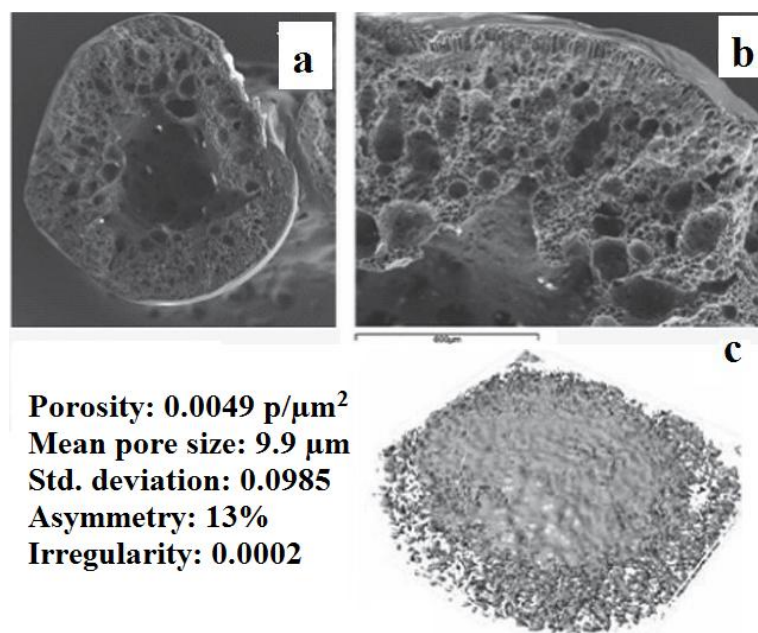 a
b
600µm
c
Porosity: 0.0049 p/µm²
Mean pore size: 9.9 µm
Std. deviation: 0.0985
Asymmetry: 13%
Irregularity: 0.0002